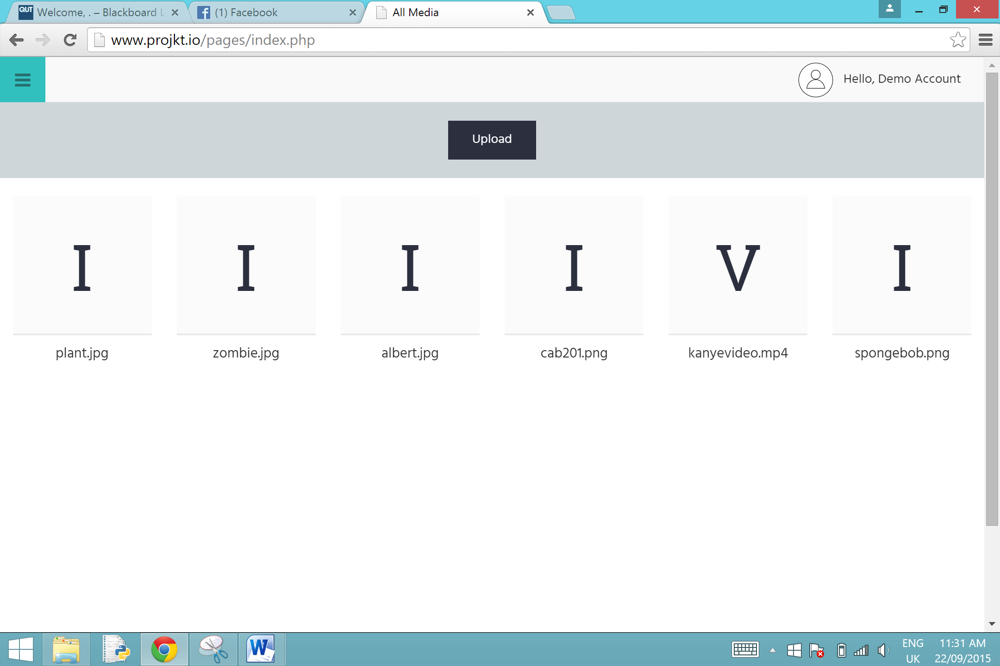 QUT Welcome, . – Blackboard L
(1) Facebook
All Media
www.projkt.io/pages/index.php
Hello, Demo Account
Upload
I I I I V I
plant.jpg zombie.jpg albert.jpg cab201.png kanyevideo.mp4 spongebob.png
ENG 11:31 AM
UK 22/09/2015